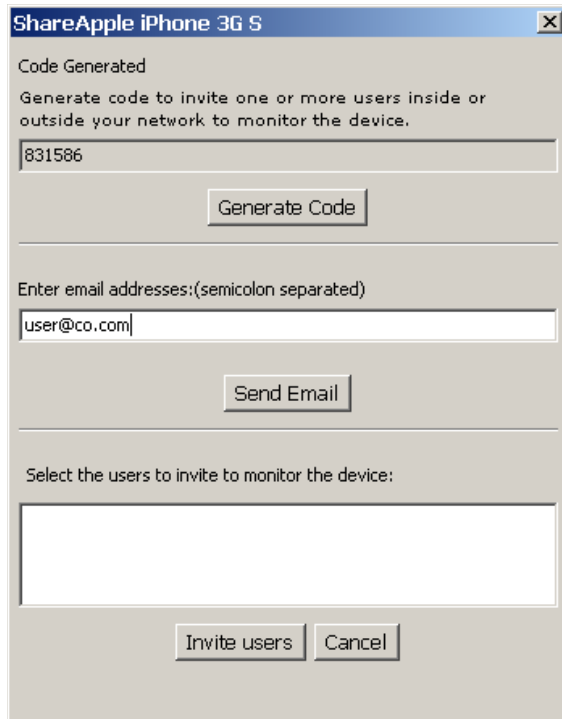 ShareApple iPhone 3G S
Code Generated
Generate code to invite one or more users inside or
outside your network to monitor the device.
831586
Generate Code
Enter email addresses:(semicolon separated)
user@co.com
Send Email
Select the users to invite to monitor the device:
Invite users Cancel